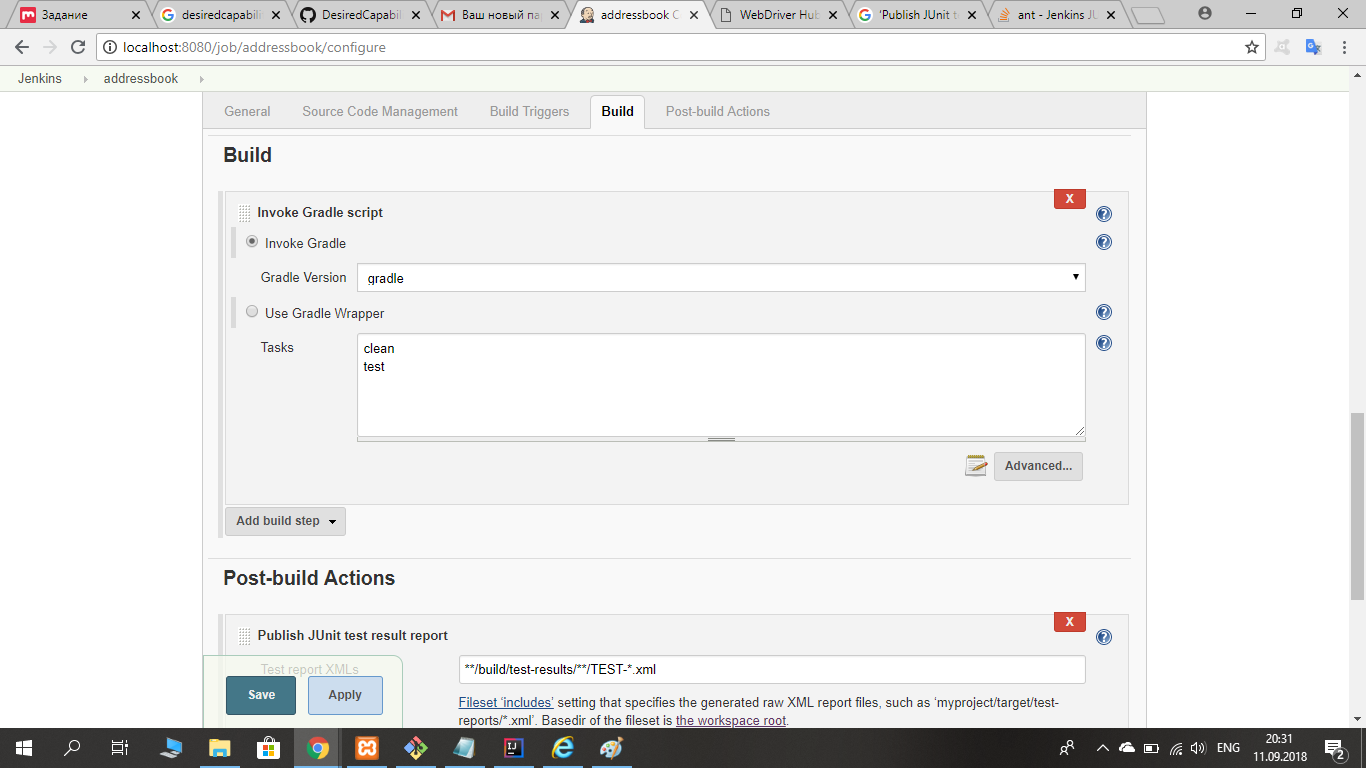 Задание
desiredcapabili
DesiredCapabil
Ваш новый па
addressbook C
WebDriver Hub
'Publish JUnit t
ant - Jenkins JU
localhost:8080/job/addressbook/configure
Jenkins
addressbook
General
Source Code Management
Build Triggers
Build
Post-build Actions
Build
Invoke Gradle script
X
Invoke Gradle
Gradle Version
gradle
Use Gradle Wrapper
Tasks
clean
test
Advanced...
Add build step
Post-build Actions
X
Publish JUnit test result report
Test report XMLs
**/build/test-results/**/TEST-*.xml
Save
Apply
Fileset ‘includes’ setting that specifies the generated raw XML report files, such as ‘myproject/target/test-
reports/*.xml’. Basedir of the fileset is the workspace root.
ENG
20:31
11.09.2018
2